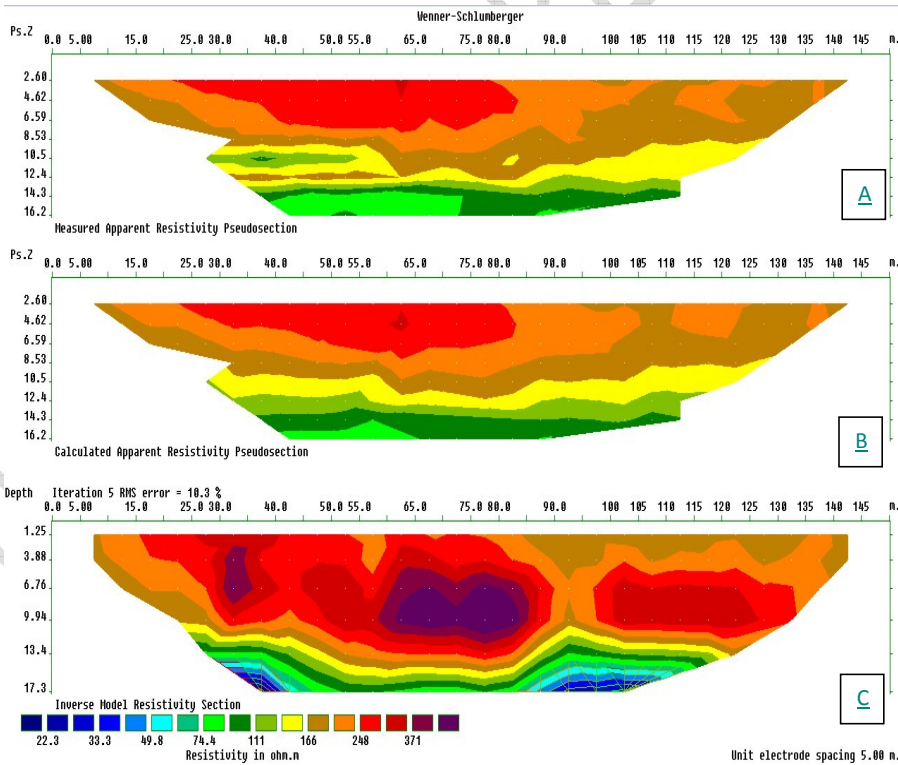 Wenner-Schlumberger
Ps.Z 0.0 5.00 15.0 25.0 30.0 40.0 50.0 55.0 65.0 75.0 80.0 90.0 100 105 115 120 130 140 145 m.
2.60
4.62
6.59
8.53
10.5
12.4
14.3
16.2
A
Measured Apparent Resistivity Pseudosection
Ps.Z 0.0 5.00 15.0 25.0 30.0 40.0 50.0 55.0 65.0 75.0 80.0 90.0 100 105 115 120 130 140 145 m.
2.60
4.62
6.59
8.53
10.5
12.4
14.3
16.2
B
Calculated Apparent Resistivity Pseudosection
Depth Iteration 5 RMS error = 10.3 %
0.0 5.00 15.0 25.0 30.0 40.0 50.0 55.0 65.0 75.0 80.0 90.0 100 105 115 120 130 140 145 m.
1.25
3.88
6.76
9.94
13.4
17.3
C
Inverse Model Resistivity Section
22.3 33.3 49.8 74.4 111 166 248 371
Resistivity in ohm.m
Unit electrode spacing 5.00 m.